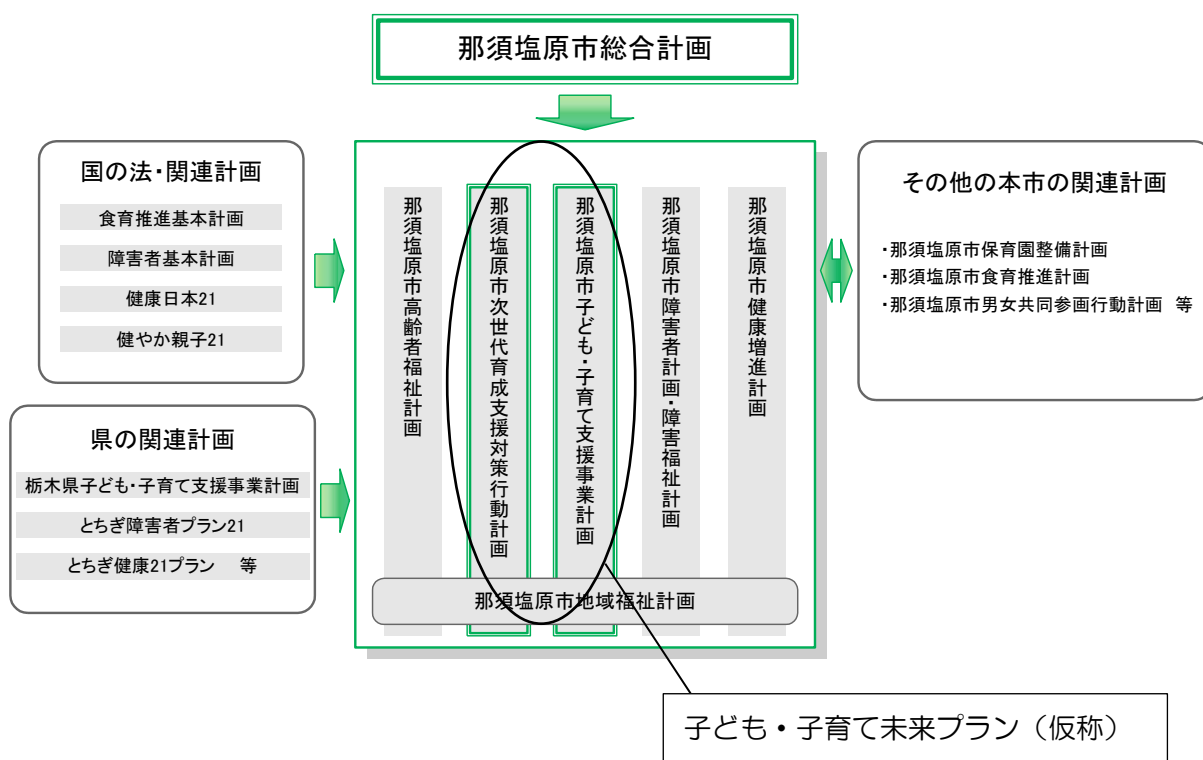 那須塩原市総合計画
国の法・関連計画
食育推進基本計画
障害者基本計画
健康日本21
健やか親子21
県の関連計画
栃木県子ども・子育て支援事業計画
とちぎ障害者プラン21
とちぎ健康21プラン　等
那須塩原市高齢者福祉計画
那須塩原市次世代育成支援対策行動計画
那須塩原市子ども・子育て支援事業計画
那須塩原市障害者計画・障害福祉計画
那須塩原市健康増進計画
那須塩原市地域福祉計画
その他の本市の関連計画
・那須塩原市保育園整備計画
・那須塩原市食育推進計画
・那須塩原市男女共同参画行動計画　等
子ども・子育て未来プラン（仮称）